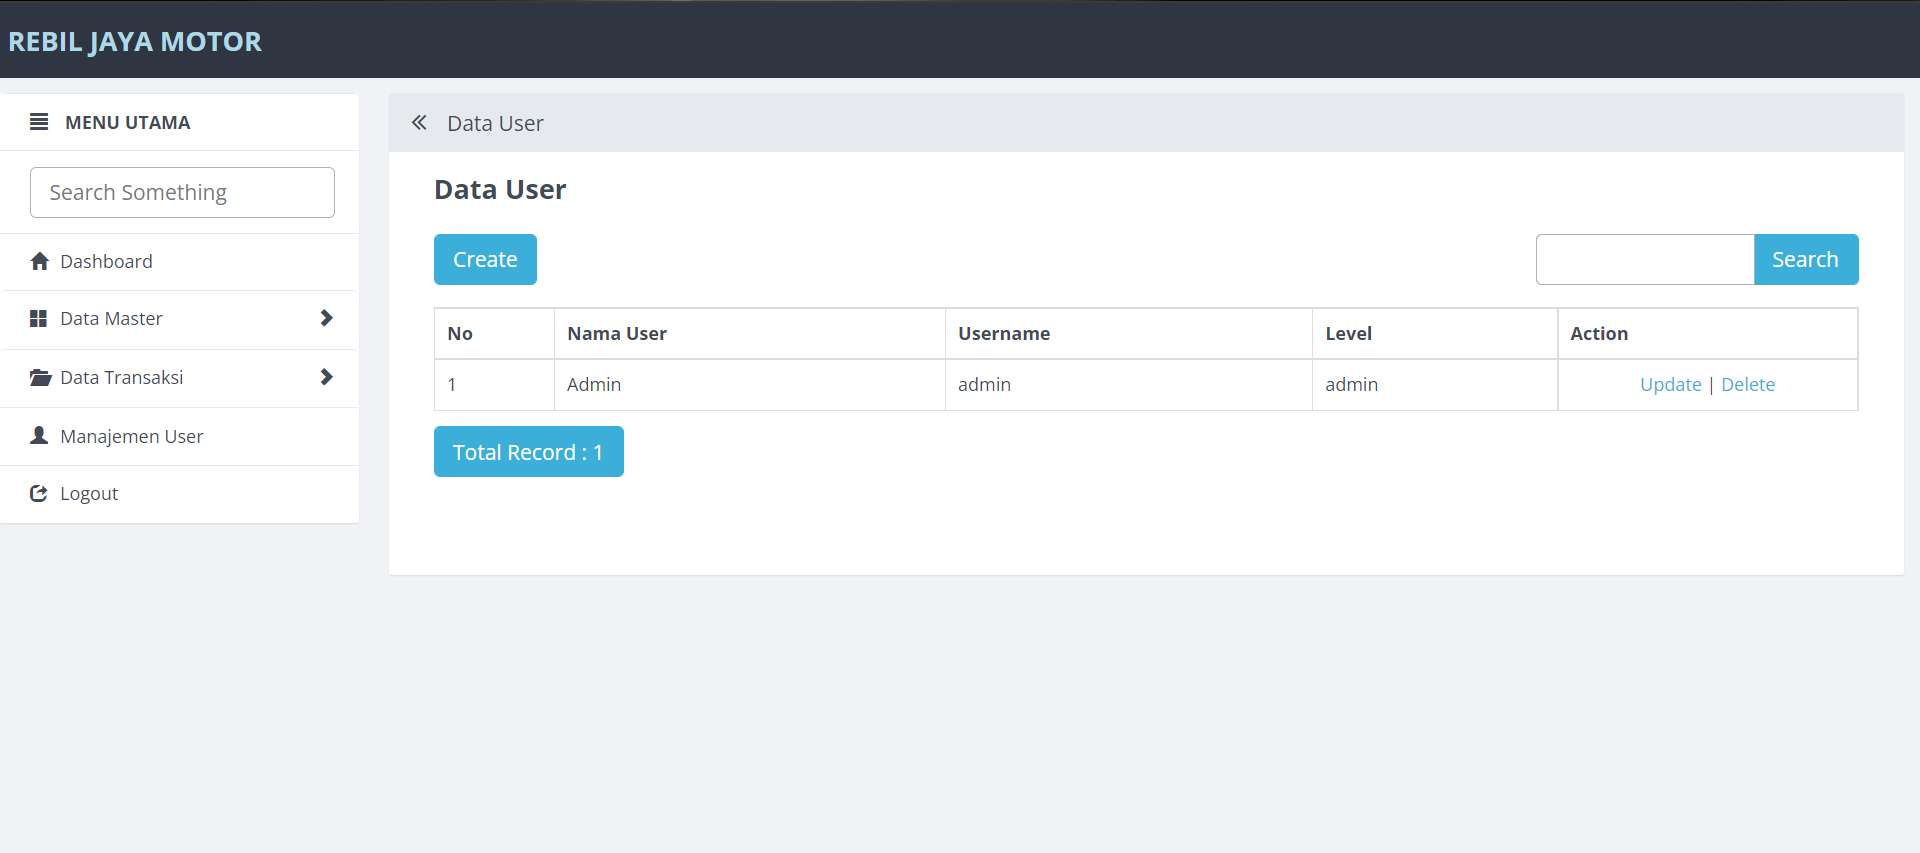 REBIL JAYA MOTOR
MENU UTAMA
Search Something
Dashboard
Data Master
Data Transaksi
Manajemen User
Logout
Data User
Data User
Create
Search
No Nama User Username Level Action
1 Admin admin admin Update | Delete
Total Record : 1